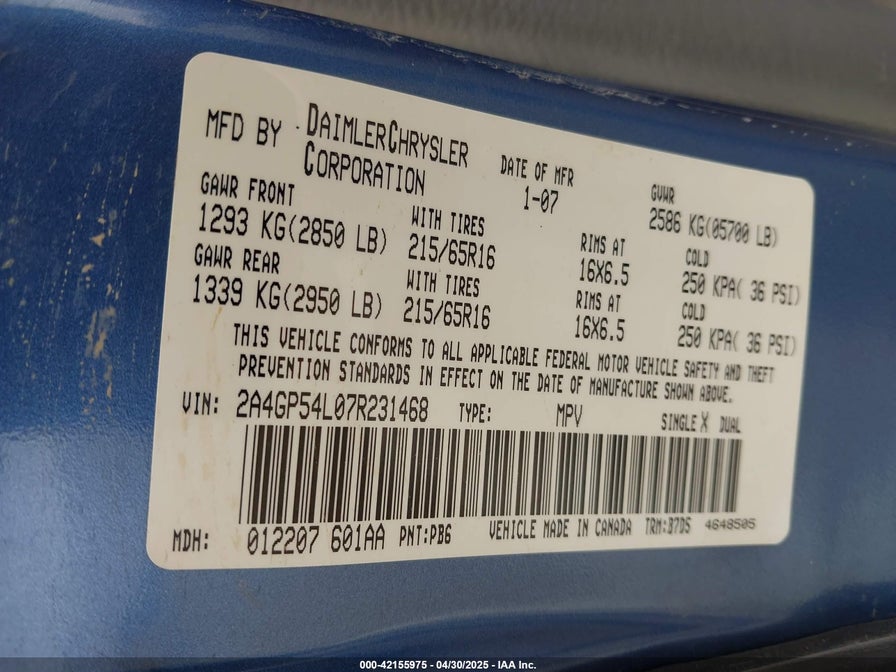 MFD BY DAIMLERCHRYSLER CORPORATION
DATE OF MFR 1-07
GVWR 2586 KG(05700 LB)
GAWR FRONT 1293 KG(2850 LB)
WITH TIRES 215/65R16
RIMS AT 16X6.5
COLD 250 KPA( 36 PSI)
GAWR REAR 1339 KG(2950 LB)
WITH TIRES 215/65R16
RIMS AT 16X6.5
COLD 250 KPA( 36 PSI)
THIS VEHICLE CONFORMS TO ALL APPLICABLE FEDERAL MOTOR VEHICLE SAFETY AND THEFT
PREVENTION STANDARDS IN EFFECT ON THE DATE OF MANUFACTURE SHOWN ABOVE.
VIN: 2A4GP54L07R231468 TYPE: MPV SINGLE X DUAL
MDH: 012207 601AA PNT:PB6 VEHICLE MADE IN CANADA TRM:B7D5 4648505
000-42155975 - 04/30/2025 - IAA Inc.